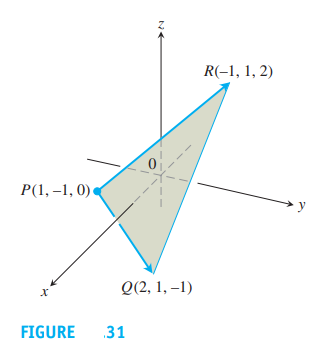 z
R(−1, 1, 2)
0
P(1, −1, 0)
y
x
Q(2, 1, −1)
FIGURE .31